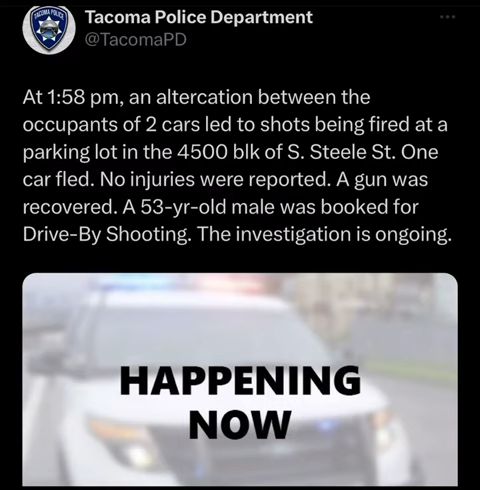 TACOMA POLICE
Tacoma Police Department
@TacomaPD
At 1:58 pm, an altercation between the
occupants of 2 cars led to shots being fired at a
parking lot in the 4500 blk of S. Steele St. One
car fled. No injuries were reported. A gun was
recovered. A 53-yr-old male was booked for
Drive-By Shooting. The investigation is ongoing.
HAPPENING
NOW